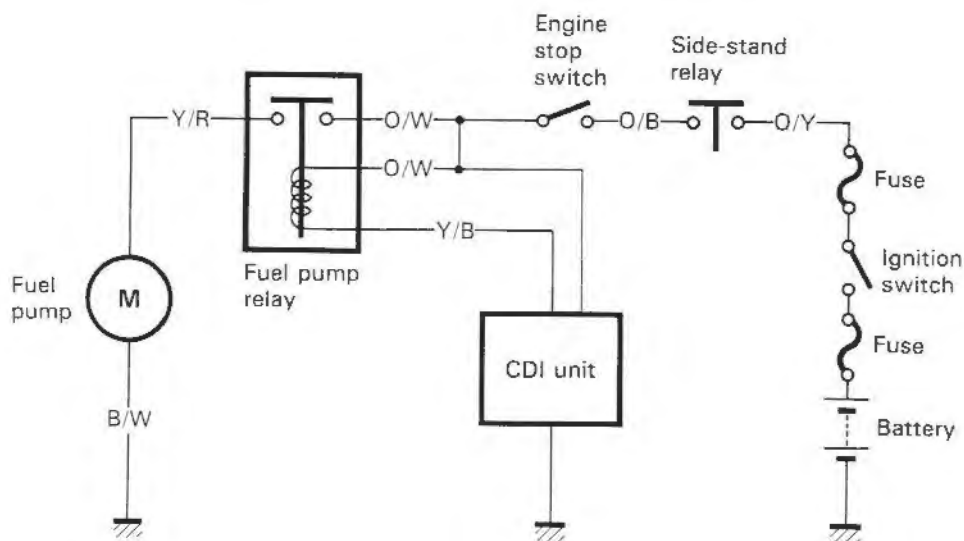 Engine
stop
switch
Side-stand
relay
Y/R
O/W
O/B
O/Y
O/W
Fuse
Y/B
Ignition
switch
Fuel pump
relay
Fuel
pump
M
CDI unit
Fuse
B/W
Battery